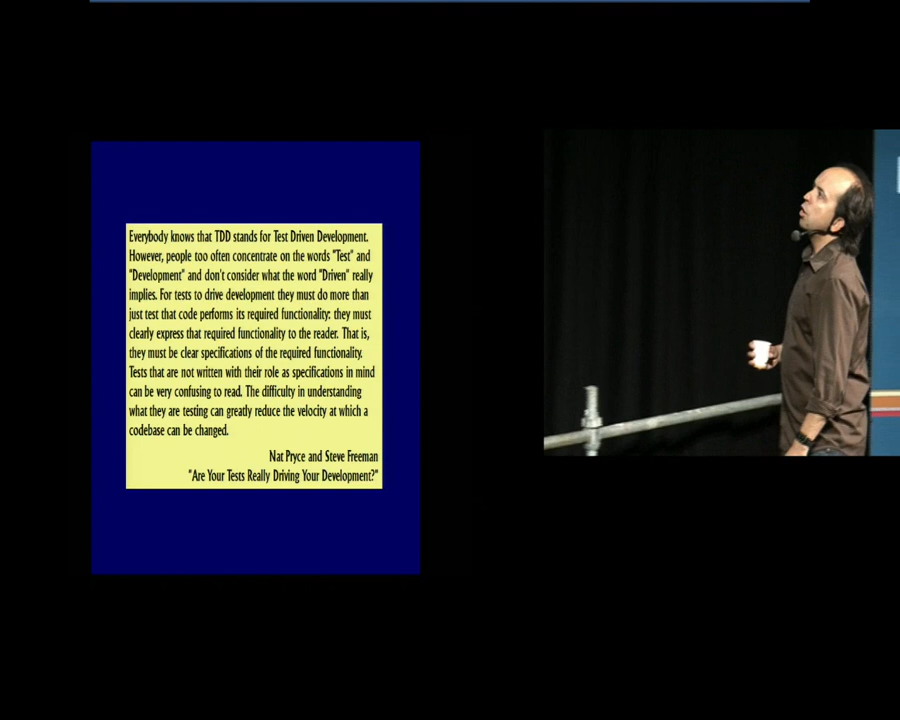 Everybody knows that TDD stands for Test Driven Development.
However, people too often concentrate on the words "Test" and
"Development" and don't consider what the word "Driven" really
implies. For tests to drive development they must do more than
just test that code performs its required functionality: they must
clearly express that required functionality to the reader. That is,
they must be clear specifications of the required functionality.
Tests that are not written with their role as specifications in mind
can be very confusing to read. The difficulty in understanding
what they are testing can greatly reduce the velocity at which a
codebase can be changed.
Nat Pryce and Steve Freeman
"Are Your Tests Really Driving Your Development?"